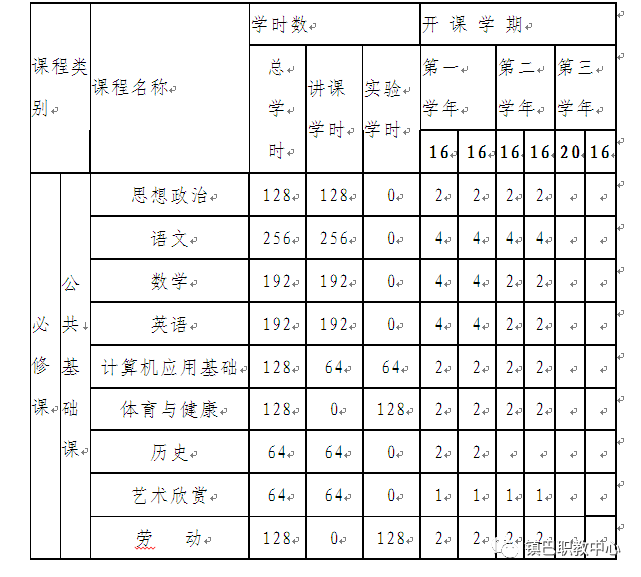 课程类别 课程名称 学时数 开 课 学 期
总学时 讲课学时 实验学时 第一学年 第二学年 第三学年
16 16 16 16 20 16
必修课 公共基础课
思想政治 128 128 0 2 2 2 2
语文 256 256 0 4 4 4 4
数学 192 192 0 4 4 2 2
英语 192 192 0 4 4 2 2
计算机应用基础 128 64 64 2 2 2 2
体育与健康 128 0 128 2 2 2 2
历史 64 64 0 2 2
艺术欣赏 64 64 0 1 1 1 1
劳 动 128 0 128 2 2 2 2
镇巴职教中心